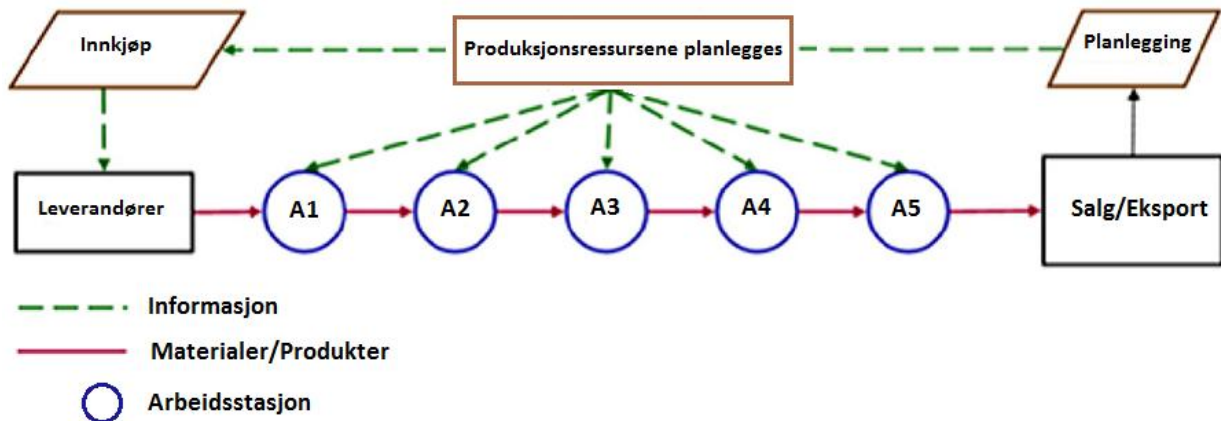 Innkjøp
Produksjonsressursene planlegges
Planlegging
Leverandører
A1
A2
A3
A4
A5
Salg/Eksport
Informasjon
Materialer/Produkter
Arbeidsstasjon